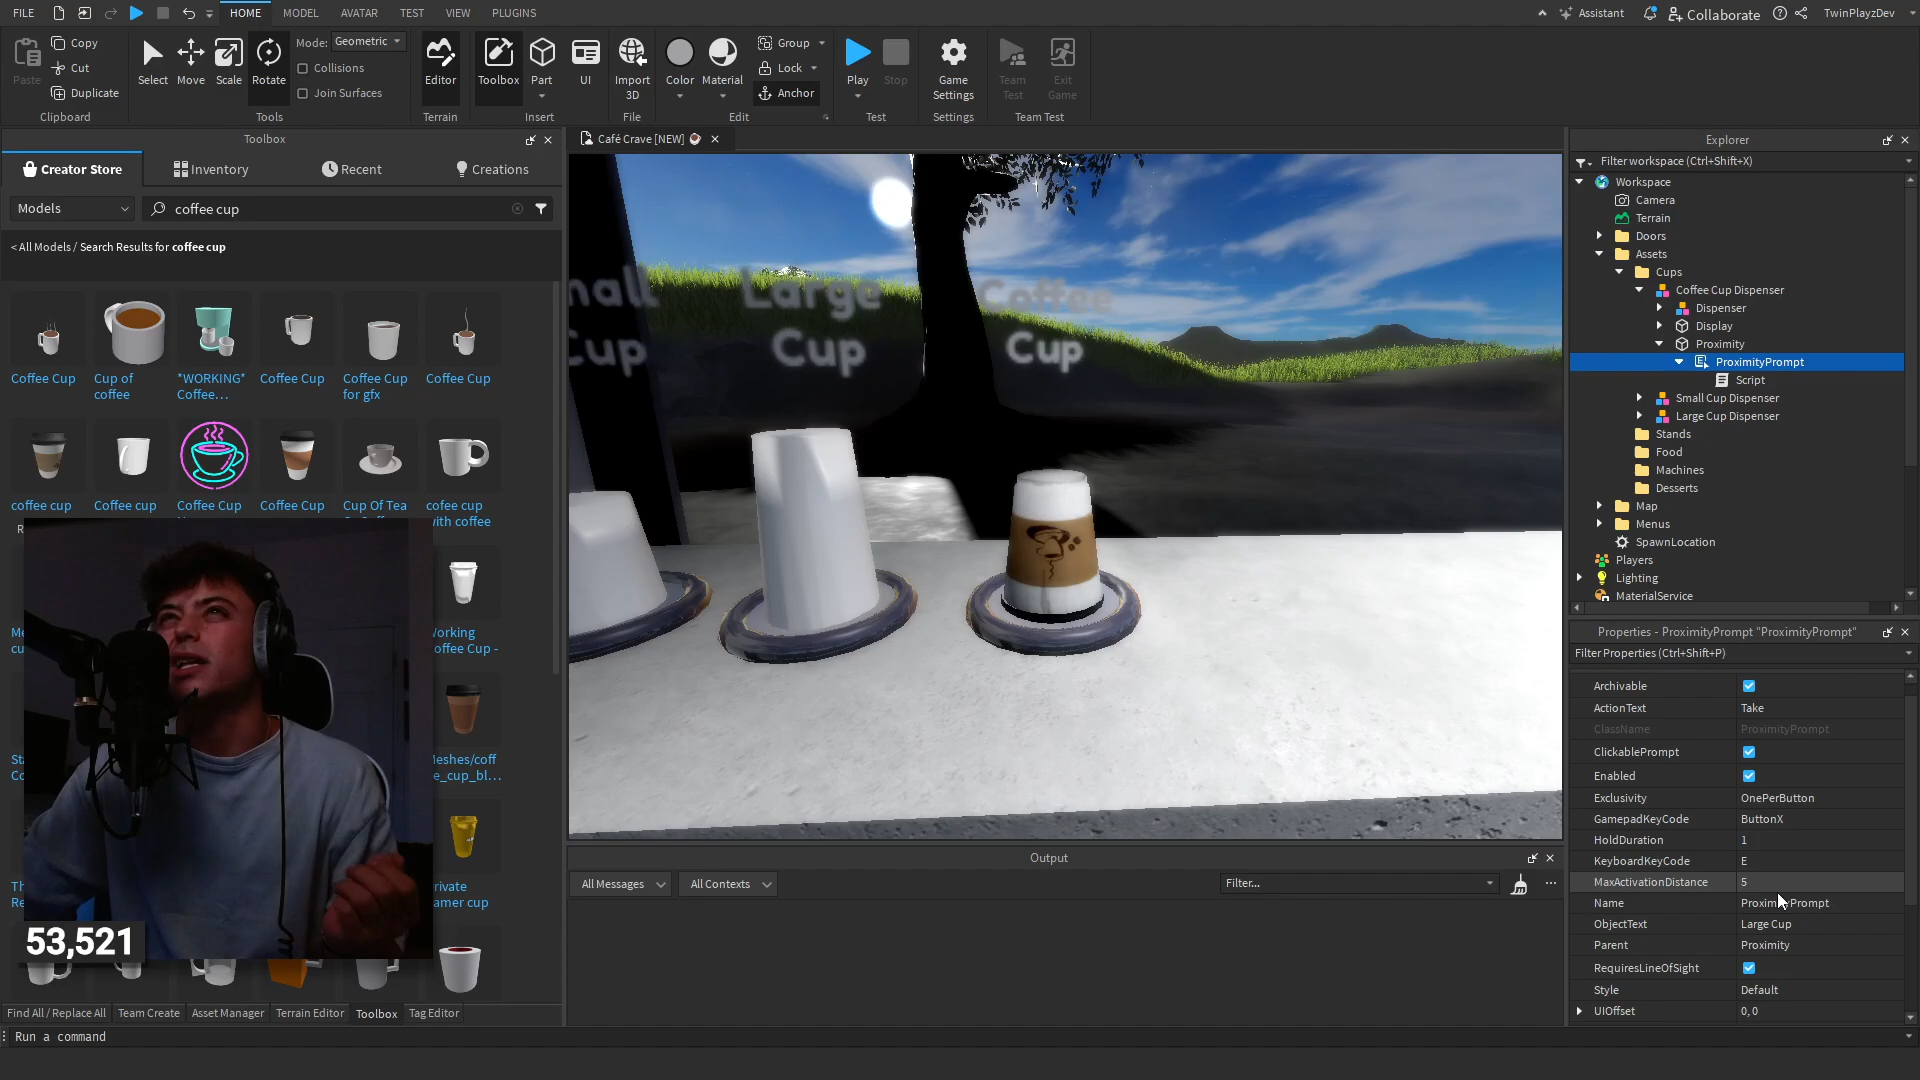 FILE
HOME
MODEL
AVATAR
TEST
VIEW
PLUGINS
Assistant
Collaborate
TwinPlayzDev
Paste
Copy
Cut
Duplicate
Clipboard
Select
Move
Scale
Rotate
Mode: Geometric
Collisions
Join Surfaces
Tools
Editor
Terrain
Toolbox
Part
UI
Insert
Import
3D
File
Color
Material
Group
Lock
Anchor
Edit
Play
Stop
Test
Game
Settings
Settings
Team
Test
Exit
Game
Team Test
Toolbox
Creator Store
Inventory
Recent
Creations
Models
coffee cup
< All Models / Search Results for coffee cup
Coffee Cup
Cup of
coffee
*WORKING*
Coffee…
Coffee Cup
Coffee Cup
for gfx
Coffee Cup
coffee cup
Coffee cup
Coffee Cup
Coffee Cup
Cup Of Tea
cofee cup
with coffee
Working
Coffee Cup -
Meshes/coff
e_cup_bl…
53,521
Find All / Replace All
Team Create
Asset Manager
Terrain Editor
Toolbox
Tag Editor
Run a command
Café Crave [NEW]
Large
Cup
Coffee
Cup
Output
All Messages
All Contexts
Filter...
Explorer
Filter workspace (Ctrl+Shift+X)
Workspace
Camera
Terrain
Doors
Assets
Cups
Coffee Cup Dispenser
Dispenser
Display
Proximity
ProximityPrompt
Script
Small Cup Dispenser
Large Cup Dispenser
Stands
Food
Machines
Desserts
Map
Menus
SpawnLocation
Players
Lighting
MaterialService
Properties - ProximityPrompt "ProximityPrompt"
Filter Properties (Ctrl+Shift+P)
Archivable
ActionText Take
ClassName ProximityPrompt
ClickablePrompt
Enabled
Exclusivity OnePerButton
GamepadKeyCode ButtonX
HoldDuration 1
KeyboardKeyCode E
MaxActivationDistance 5
Name ProximityPrompt
ObjectText Large Cup
Parent Proximity
RequiresLineOfSight
Style Default
UIOffset 0, 0